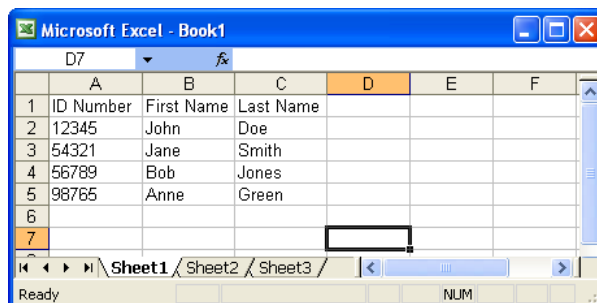 Microsoft Excel - Book1
D7 fx
A B C D E F
1 ID Number First Name Last Name
2 12345 John Doe
3 54321 Jane Smith
4 56789 Bob Jones
5 98765 Anne Green
6
7
Sheet1 Sheet2 Sheet3
Ready NUM